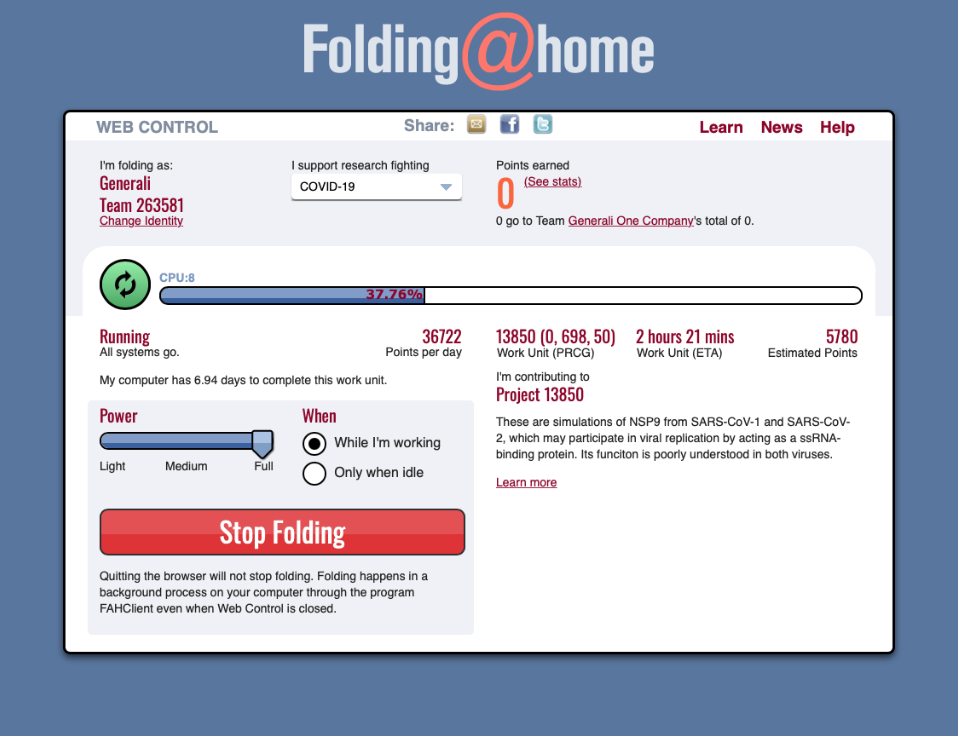 Folding@home
WEB CONTROL
Share:
Learn News Help
I'm folding as:
Generali
Team 263581
Change Identity
I support research fighting
COVID-19
Points earned
0 (See stats)
0 go to Team Generali One Company's total of 0.
CPU:8
37.76%
Running
All systems go.
36722
Points per day
13850 (0, 698, 50)
Work Unit (PRCG)
2 hours 21 mins
Work Unit (ETA)
5780
Estimated Points
My computer has 6.94 days to complete this work unit.
I'm contributing to
Project 13850
These are simulations of NSP9 from SARS-CoV-1 and SARS-CoV-
2, which may participate in viral replication by acting as a ssRNA-
binding protein. Its funciton is poorly understood in both viruses.
Learn more
Power
Light Medium Full
When
While I'm working
Only when idle
Stop Folding
Quitting the browser will not stop folding. Folding happens in a
background process on your computer through the program
FAHClient even when Web Control is closed.